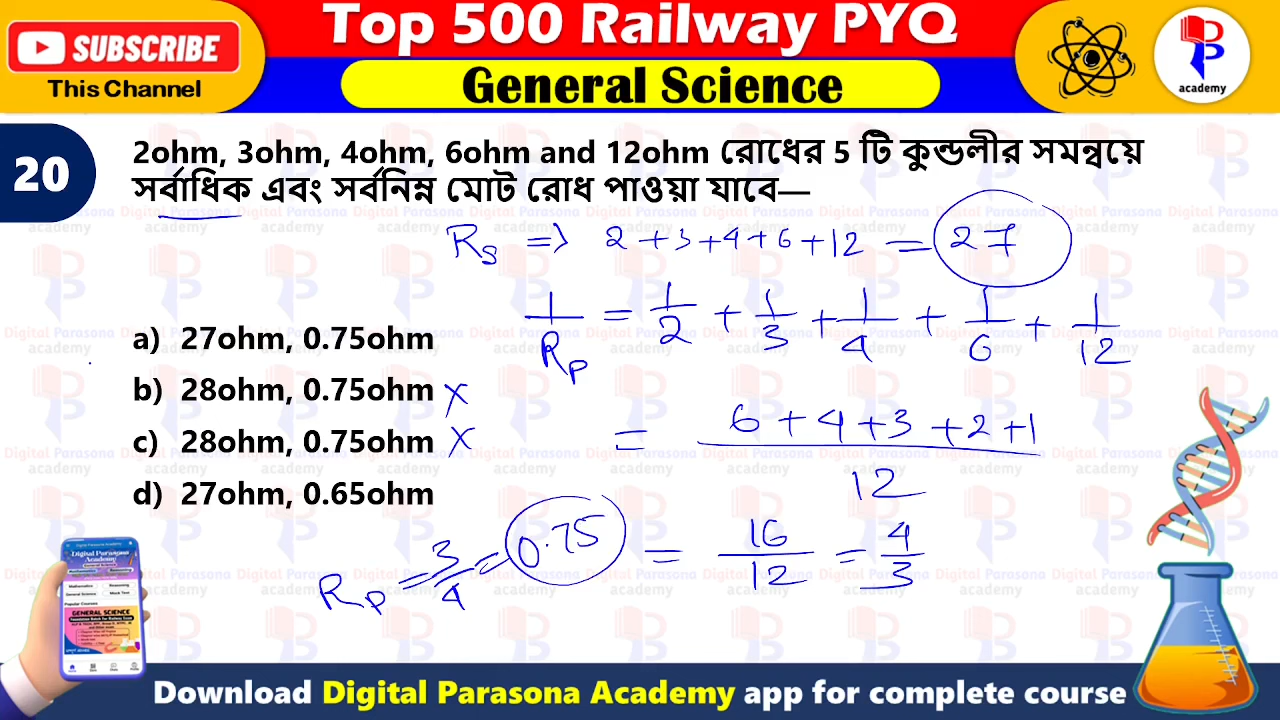 Top 500 Railway PYQ
SUBSCRIBE
This Channel
General Science
academy
20
2ohm, 3ohm, 4ohm, 6ohm and 12ohm রোধের 5 টি কুন্ডলীর সমন্বয়ে
সর্বাধিক এবং সর্বনিম্ন মোট রোধ পাওয়া যাবে—
Rs => 2+3+4+6+12 = 27
1/Rp = 1/2 + 1/3 + 1/4 + 1/6 + 1/12
a) 27ohm, 0.75ohm
b) 28ohm, 0.75ohm x
= 6+4+3+2+1 / 12
c) 28ohm, 0.75ohm x
d) 27ohm, 0.65ohm
= 16/12 = 4/3
Rp = 3/4 = 0.75
Download Digital Parasona Academy app for complete course